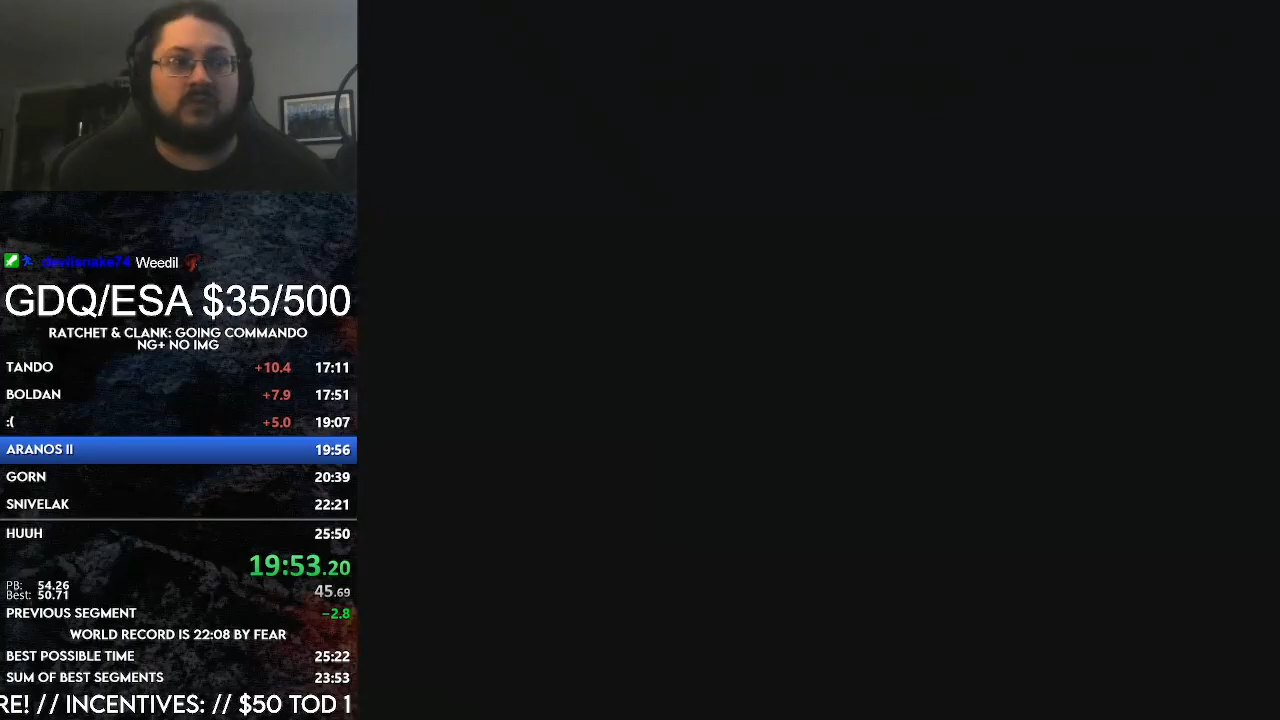 devilsnake74 Weedil
GDQ/ESA $35/500
RATCHET & CLANK: GOING COMMANDO
NG+ NO IMG
TANDO +10.4 17:11
BOLDAN +7.9 17:51
:( +5.0 19:07
ARANOS II 19:56
GORN 20:39
SNIVELAK 22:21
HUUH 25:50
19:53.20
PB: 54.26
Best: 50.71
45.69
PREVIOUS SEGMENT −2.8
WORLD RECORD IS 22:08 BY FEAR
BEST POSSIBLE TIME 25:22
SUM OF BEST SEGMENTS 23:53
RE! // INCENTIVES: // $50 TOD 1